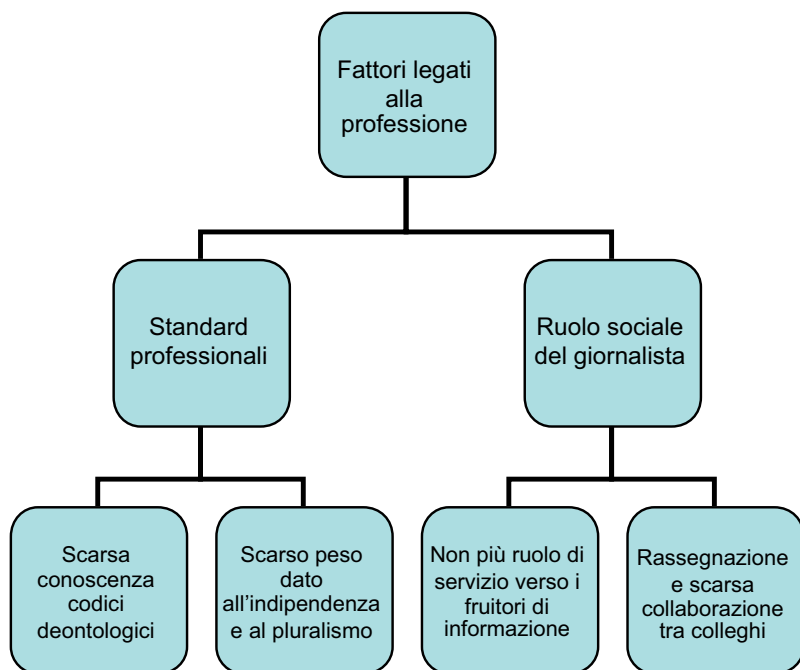 Fattori legati
alla
professione
Standard
professionali
Ruolo sociale
del giornalista
Scarsa
conoscenza
codici
deontologici
Scarso peso
dato
all'indipendenza
e al pluralismo
Non più ruolo di
servizio verso i
fruitori di
informazione
Rassegnazione
e scarsa
collaborazione
tra colleghi